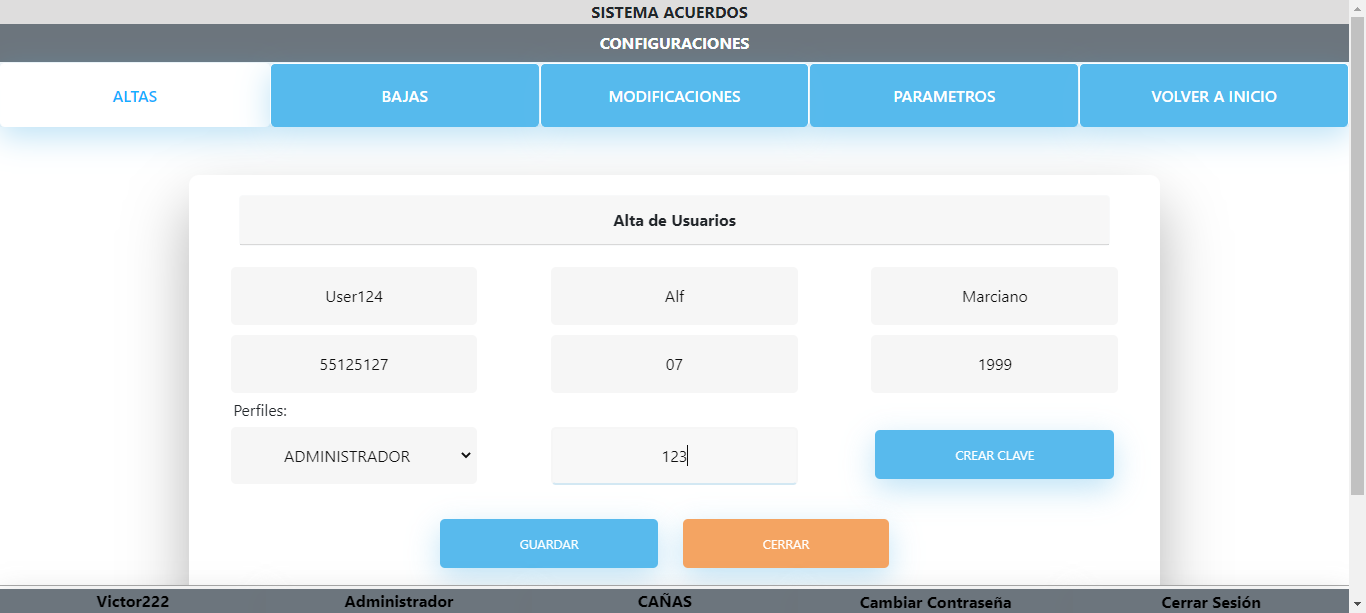 SISTEMA ACUERDOS
CONFIGURACIONES
ALTAS BAJAS MODIFICACIONES PARAMETROS VOLVER A INICIO
Alta de Usuarios
User124 Alf Marciano
55125127 07 1999
Perfiles:
ADMINISTRADOR 123 CREAR CLAVE
GUARDAR CERRAR
Victor222 Administrador CAÑAS Cambiar Contraseña Cerrar Sesión